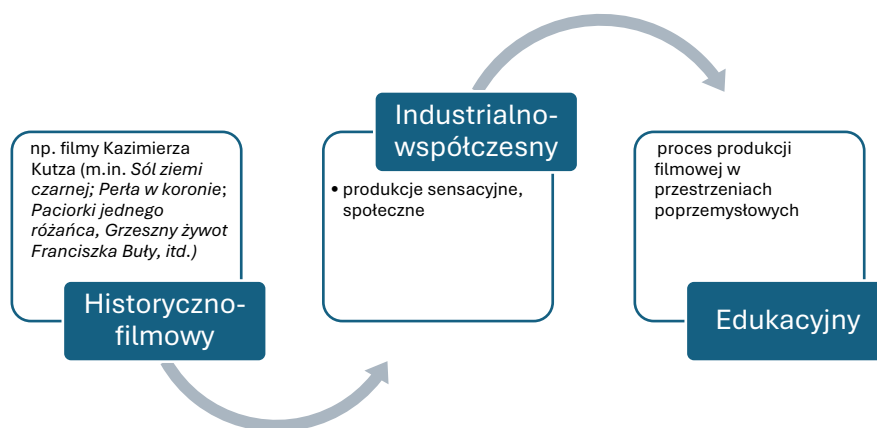 np. filmy Kazimierza
Kutza (m.in. Sól ziemi
czarnej; Perła w koronie;
Paciorki jednego
różańca, Grzeszny żywot
Franciszka Buły, itd.)
Historyczno-
filmowy
Industrialno-
współczesny
• produkcje sensacyjne,
społeczne
proces produkcji
filmowej w
przestrzeniach
poprzemysłowych
Edukacyjny